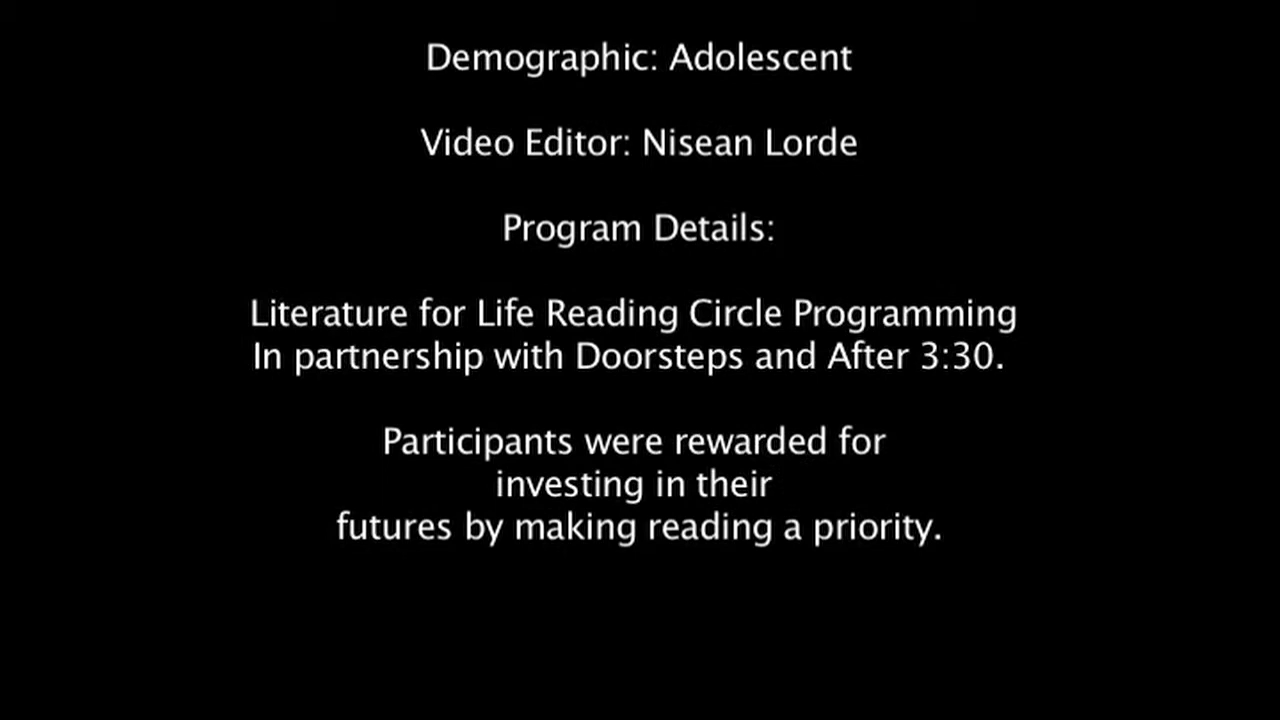 Demographic: Adolescent
Video Editor: Nisean Lorde
Program Details:
Literature for Life Reading Circle Programming
In partnership with Doorsteps and After 3:30.
Participants were rewarded for
investing in their
futures by making reading a priority.